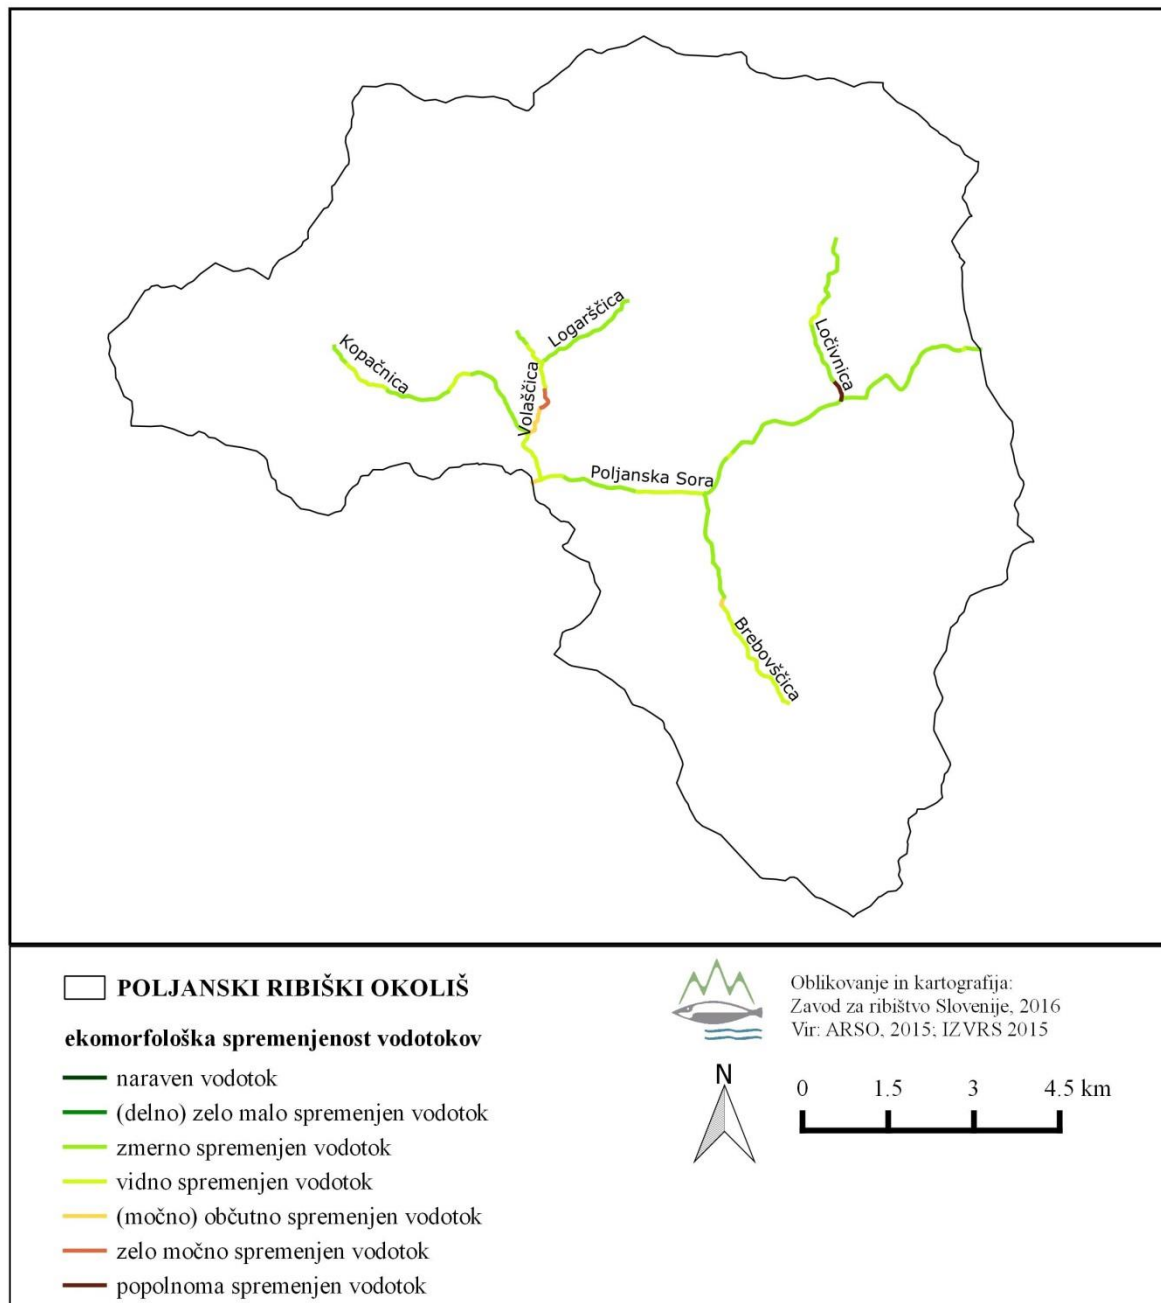 Ločivnica
Logarščica
Kopačnica
Volaščica
Poljanska Sora
Brebovščica
POLJANSKI RIBIŠKI OKOLIŠ
ekomorfološka spremenjenost vodotokov
naraven vodotok
(delno) zelo malo spremenjen vodotok
zmerno spremenjen vodotok
vidno spremenjen vodotok
(močno) občutno spremenjen vodotok
zelo močno spremenjen vodotok
popolnoma spremenjen vodotok
Oblikovanje in kartografija:
Zavod za ribištvo Slovenije, 2016
Vir: ARSO, 2015; IZVRS 2015
N
0 1.5 3 4.5 km